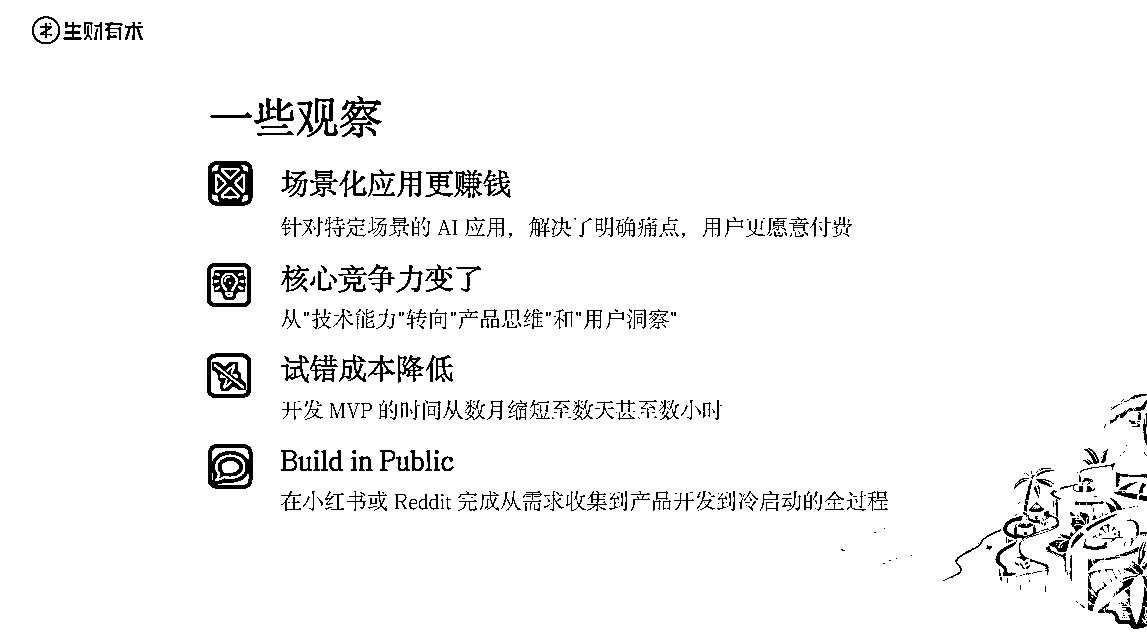 生财有术
一些观察
场景化应用更赚钱
针对特定场景的 AI 应用，解决了明确痛点，用户更愿意付费
核心竞争力变了
从"技术能力"转向"产品思维"和"用户洞察"
试错成本降低
开发 MVP 的时间从数月缩短至数天甚至数小时
Build in Public
在小红书或 Reddit 完成从需求收集到产品开发到冷启动的全过程